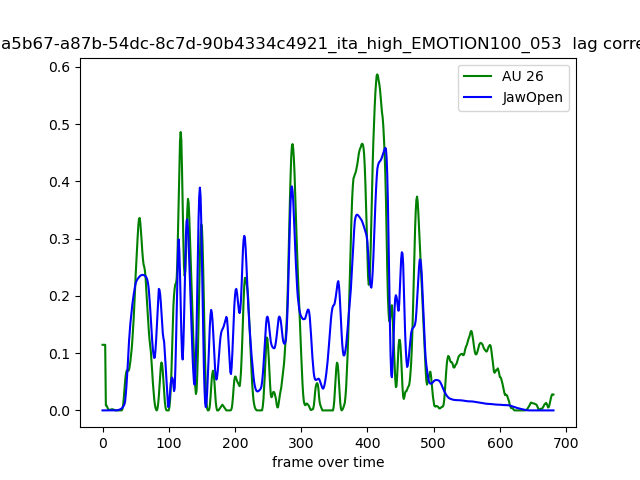 a5b67-a87b-54dc-8c7d-90b4334c4921_ita_high_EMOTION100_053 lag corre
AU 26
JawOpen
0.6
0.5
0.4
0.3
0.2
0.1
0.0
0 100 200 300 400 500 600 700
frame over time